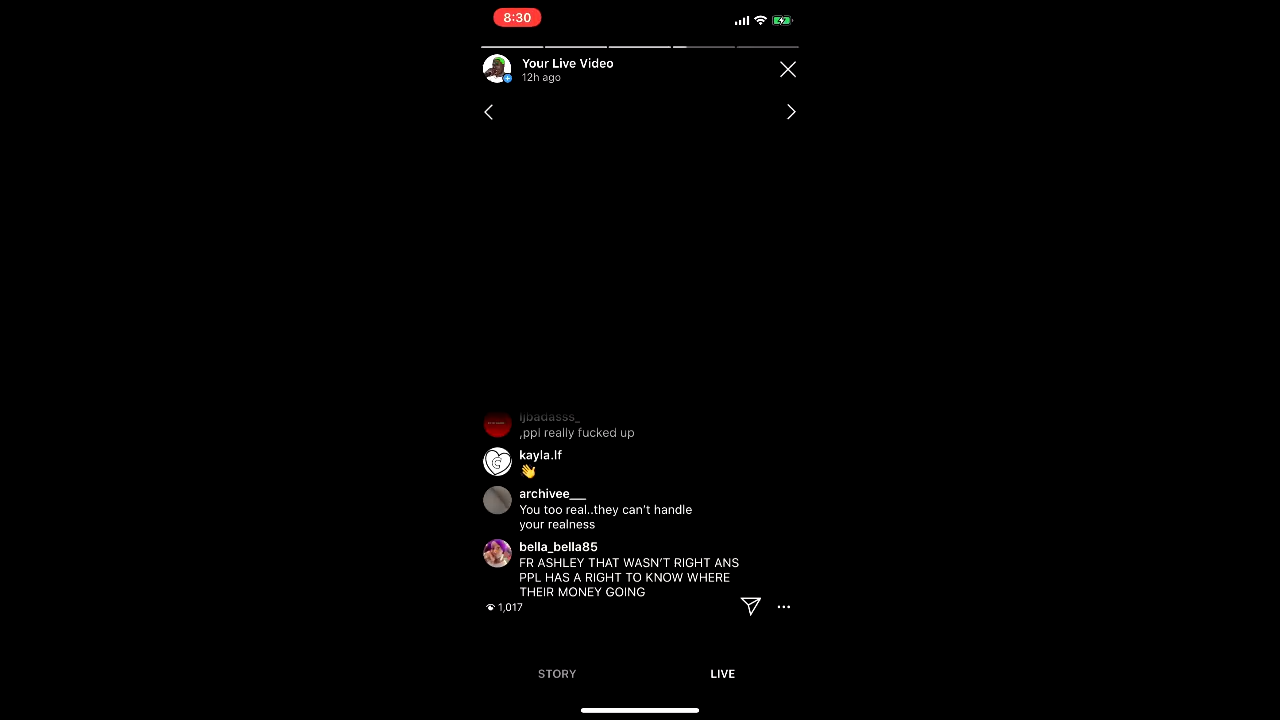 8:30
Your Live Video
12h ago
ljbadasss_
,ppl really fucked up
kayla.lf
👋
archivee___
You too real..they can't handle
your realness
bella_bella85
FR ASHLEY THAT WASN'T RIGHT ANS
PPL HAS A RIGHT TO KNOW WHERE
THEIR MONEY GOING
1,017
STORY
LIVE